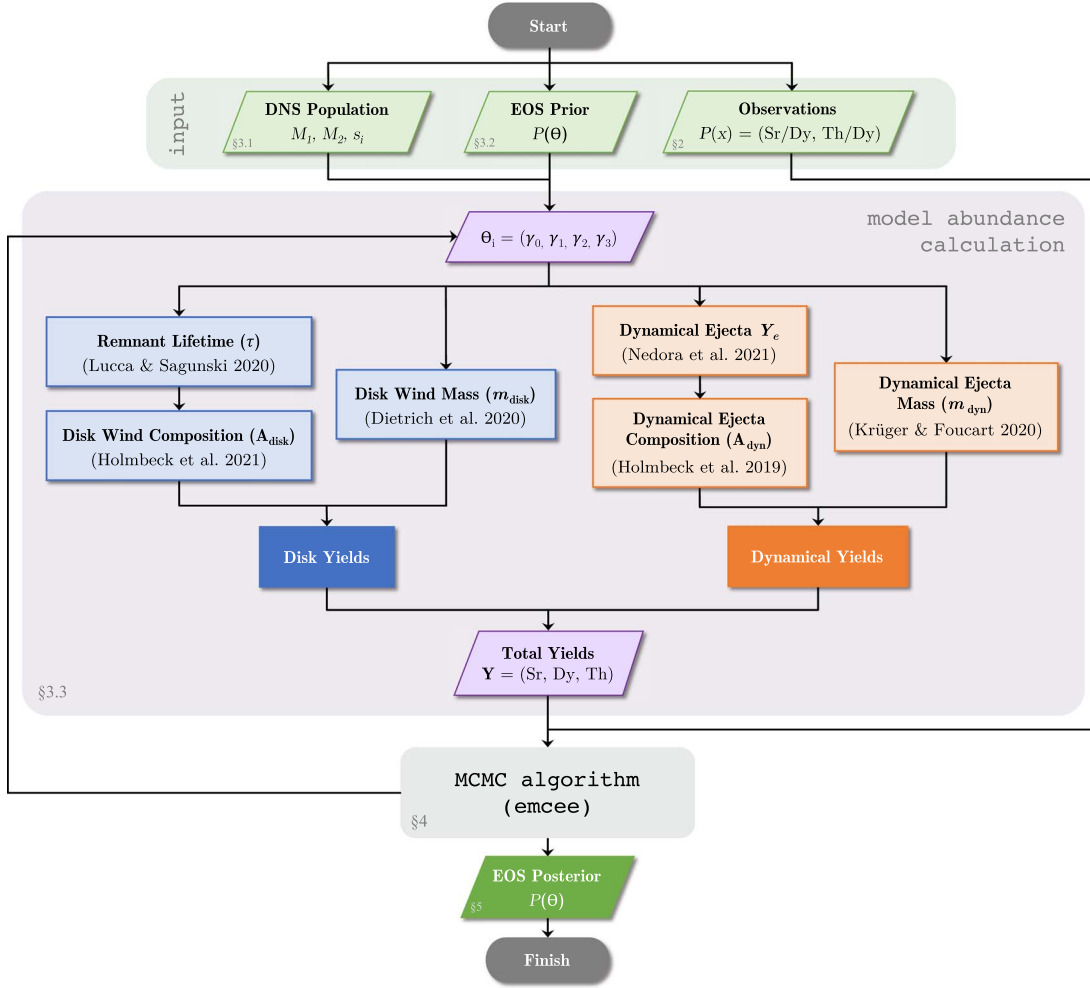 Start
input
DNS Population
M1, M2, si
§3.1
EOS Prior
P(Θ)
§3.2
Observations
P(x) = (Sr/Dy, Th/Dy)
§2
model abundance
calculation
Θi = (γ0, γ1, γ2, γ3)
Remnant Lifetime (τ)
(Lucca & Sagunski 2020)
Disk Wind Composition (Adisk)
(Holmbeck et al. 2021)
Disk Wind Mass (mdisk)
(Dietrich et al. 2020)
Dynamical Ejecta Ye
(Nedora et al. 2021)
Dynamical Ejecta
Composition (Adyn)
(Holmbeck et al. 2019)
Dynamical Ejecta
Mass (mdyn)
(Krüger & Foucart 2020)
Disk Yields
Dynamical Yields
Total Yields
Y = (Sr, Dy, Th)
§3.3
MCMC algorithm
(emcee)
§4
EOS Posterior
P(Θ)
§5
Finish